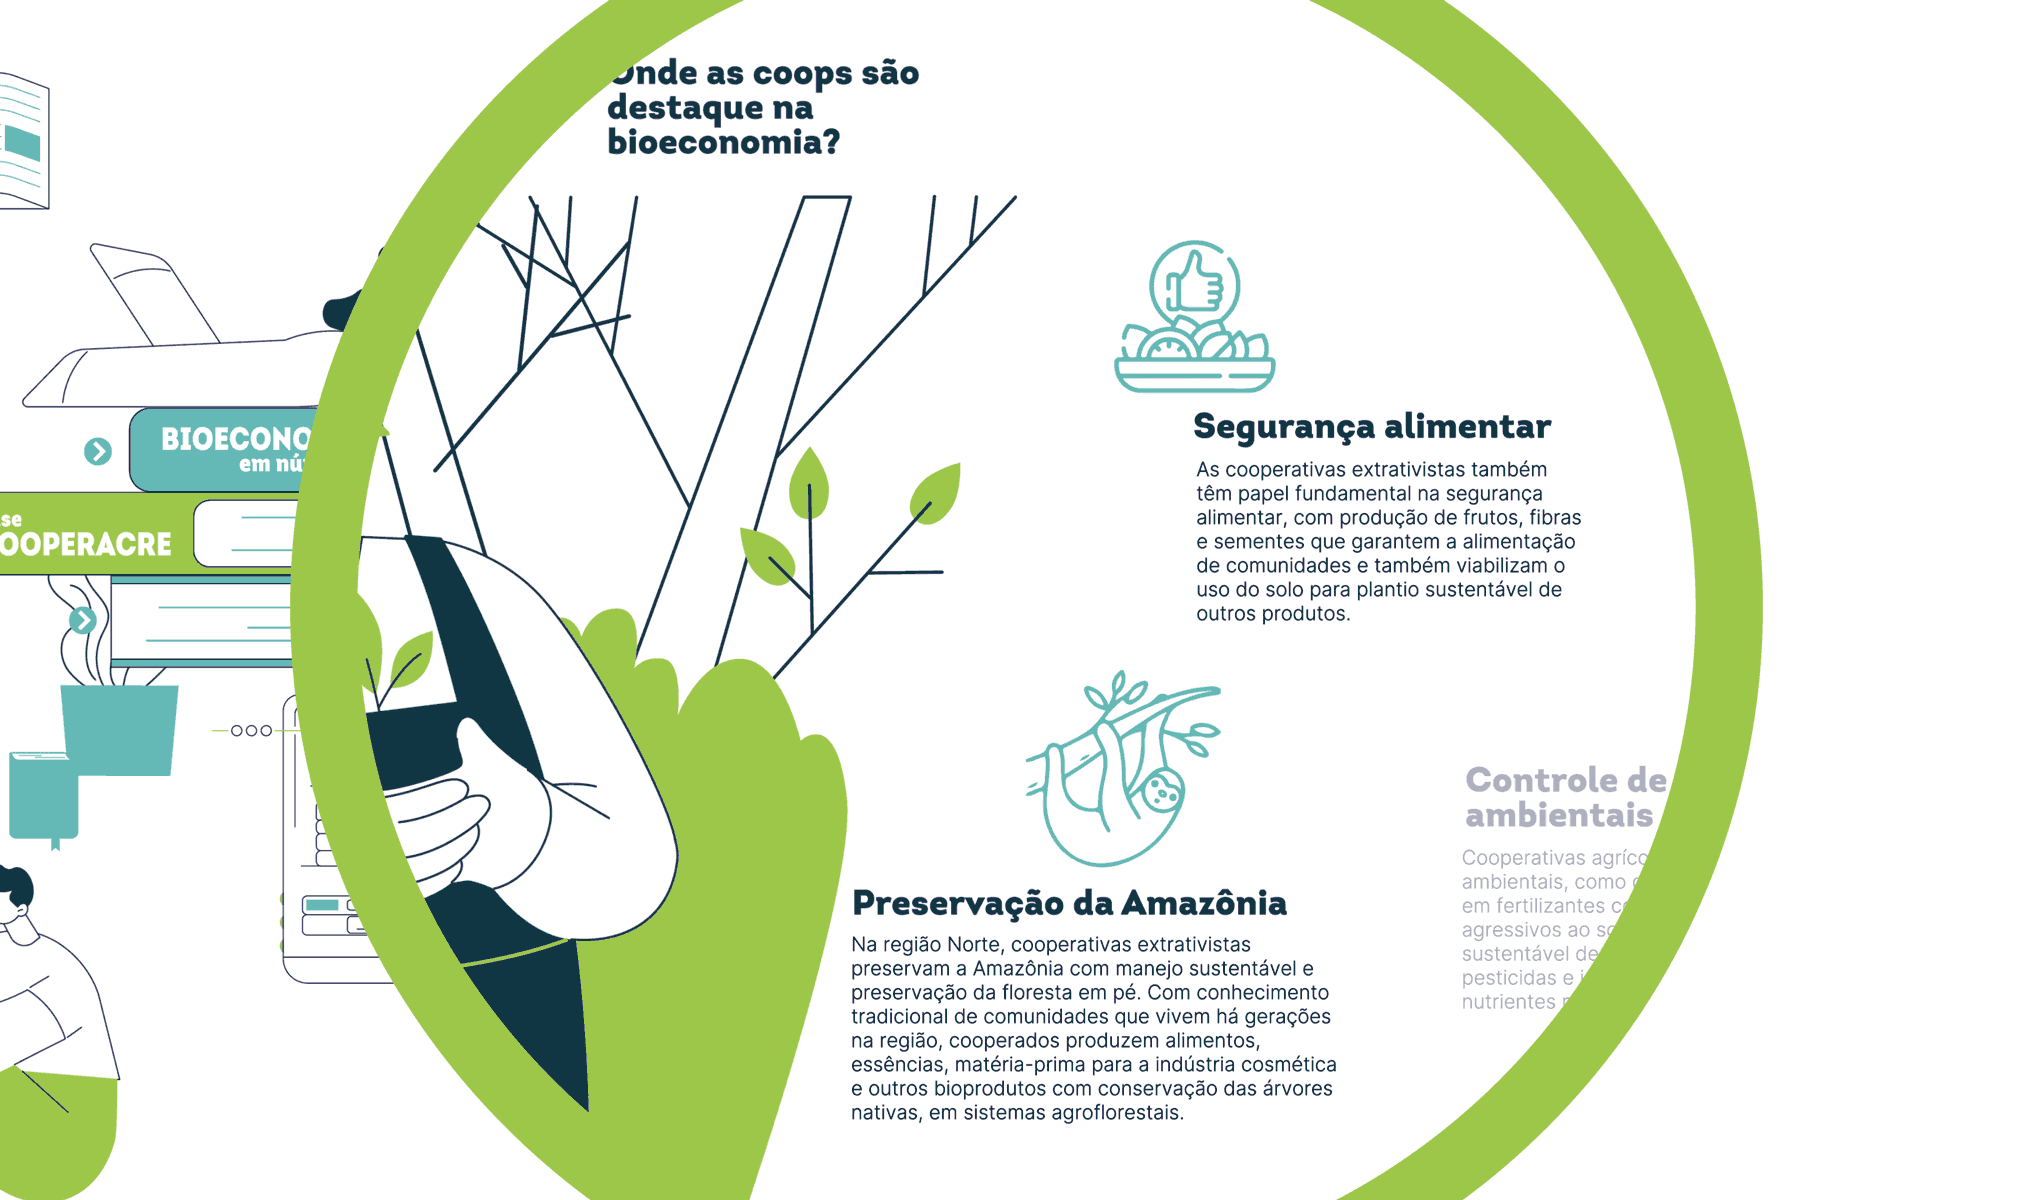 Onde as coops são
destaque na
bioeconomia?
BIOECONO
em nú
se
OOPERACRE
Segurança alimentar
As cooperativas extrativistas também
têm papel fundamental na segurança
alimentar, com produção de frutos, fibras
e sementes que garantem a alimentação
de comunidades e também viabilizam o
uso do solo para plantio sustentável de
outros produtos.
Preservação da Amazônia
Na região Norte, cooperativas extrativistas
preservam a Amazônia com manejo sustentável e
preservação da floresta em pé. Com conhecimento
tradicional de comunidades que vivem há gerações
na região, cooperados produzem alimentos,
essências, matéria-prima para a indústria cosmética
e outros bioprodutos com conservação das árvores
nativas, em sistemas agroflorestais.
Controle de
ambientais
Cooperativas agríco
ambientais, como
em fertilizantes
agressivos ao
sustentável de
pesticidas e
nutrientes